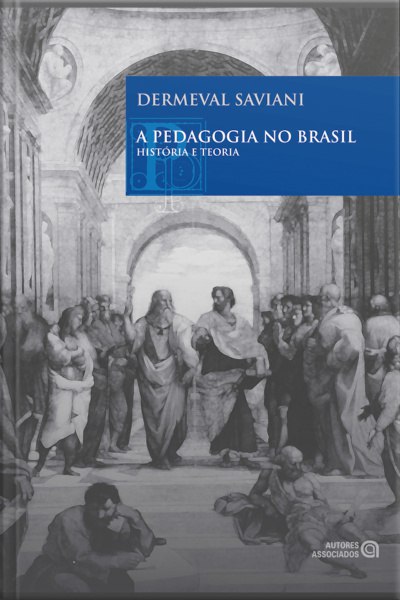 DERMEVAL SAVIANI
A PEDAGOGIA NO BRASIL
HISTÓRIA E TEORIA
AUTORES
ASSOCIADOS